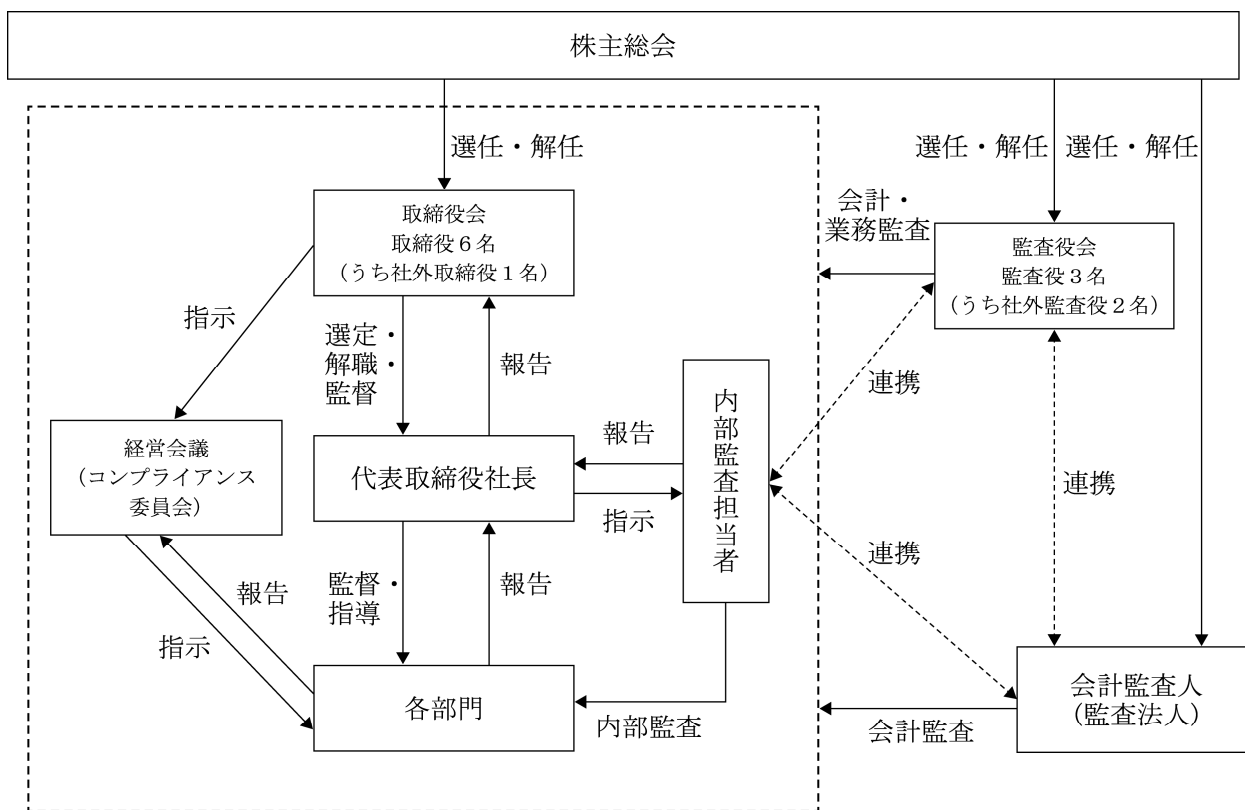 株主総会
選任・解任
選任・解任
選任・解任
取締役会
取締役6名
(うち社外取締役1名)
会計・
業務監査
監査役会
監査役3名
(うち社外監査役2名)
指示
選定・
解職・
監督
報告
連携
内部監査担当者
経営会議
(コンプライアンス
委員会)
代表取締役社長
報告
指示
連携
連携
報告
指示
監督・
指導
報告
各部門
内部監査
会計監査
会計監査人
(監査法人)